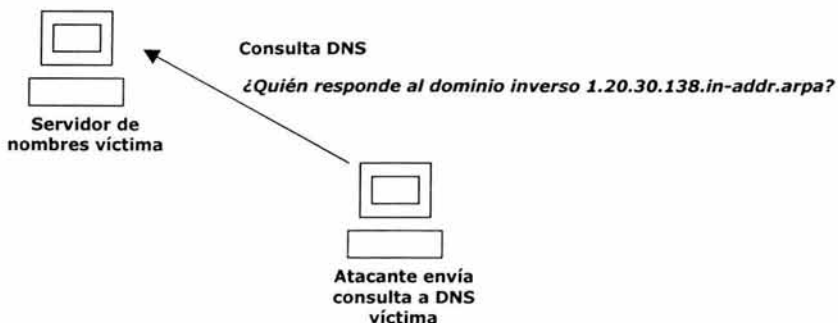 Consulta DNS
¿Quién responde al dominio inverso 1.20.30.138.in-addr.arpa?
Servidor de
nombres víctima
Atacante envía
consulta a DNS
víctima